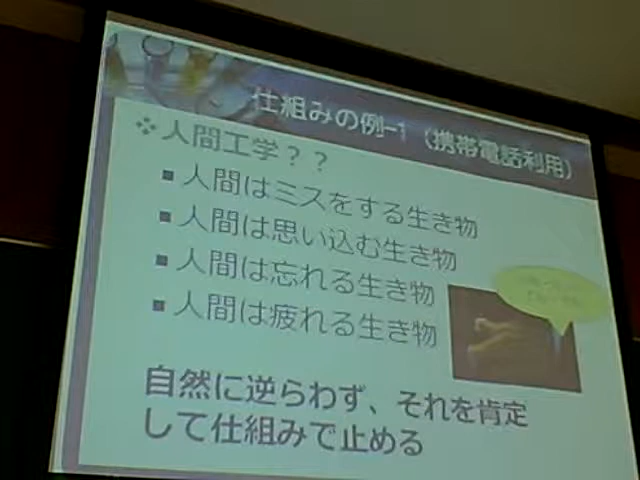 仕組みの例-1（携帯電話利用）
人間工学？？
人間はミスをする生き物
人間は思い込む生き物
人間は忘れる生き物
人間は疲れる生き物
自然に逆らわず、それを肯定
して仕組みで止める